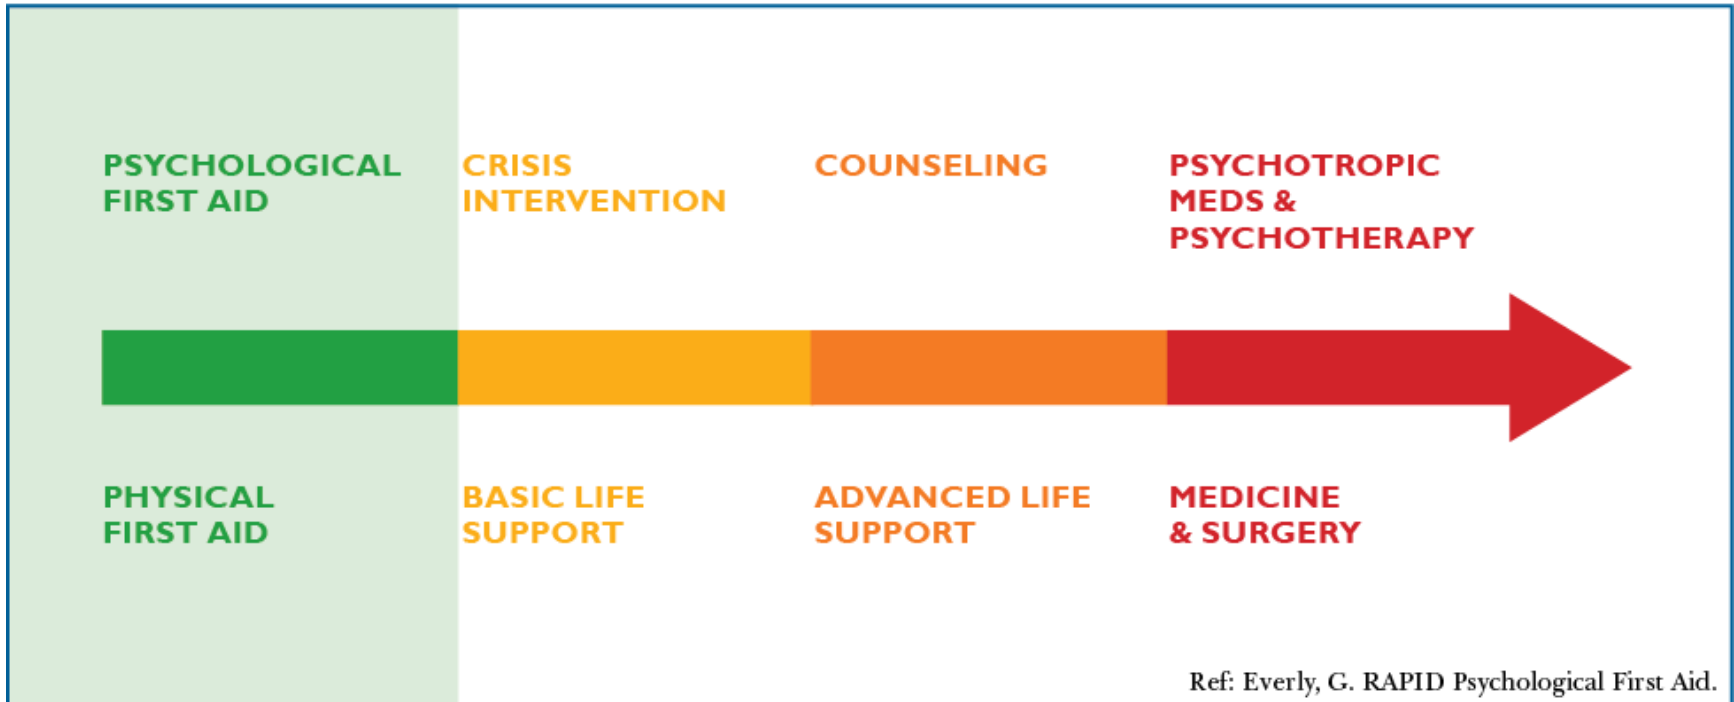 PSYCHOLOGICAL
FIRST AID
CRISIS
INTERVENTION
COUNSELING
PSYCHOTROPIC
MEDS &
PSYCHOTHERAPY
PHYSICAL
FIRST AID
BASIC LIFE
SUPPORT
ADVANCED LIFE
SUPPORT
MEDICINE
& SURGERY
Ref: Everly, G. RAPID Psychological First Aid.